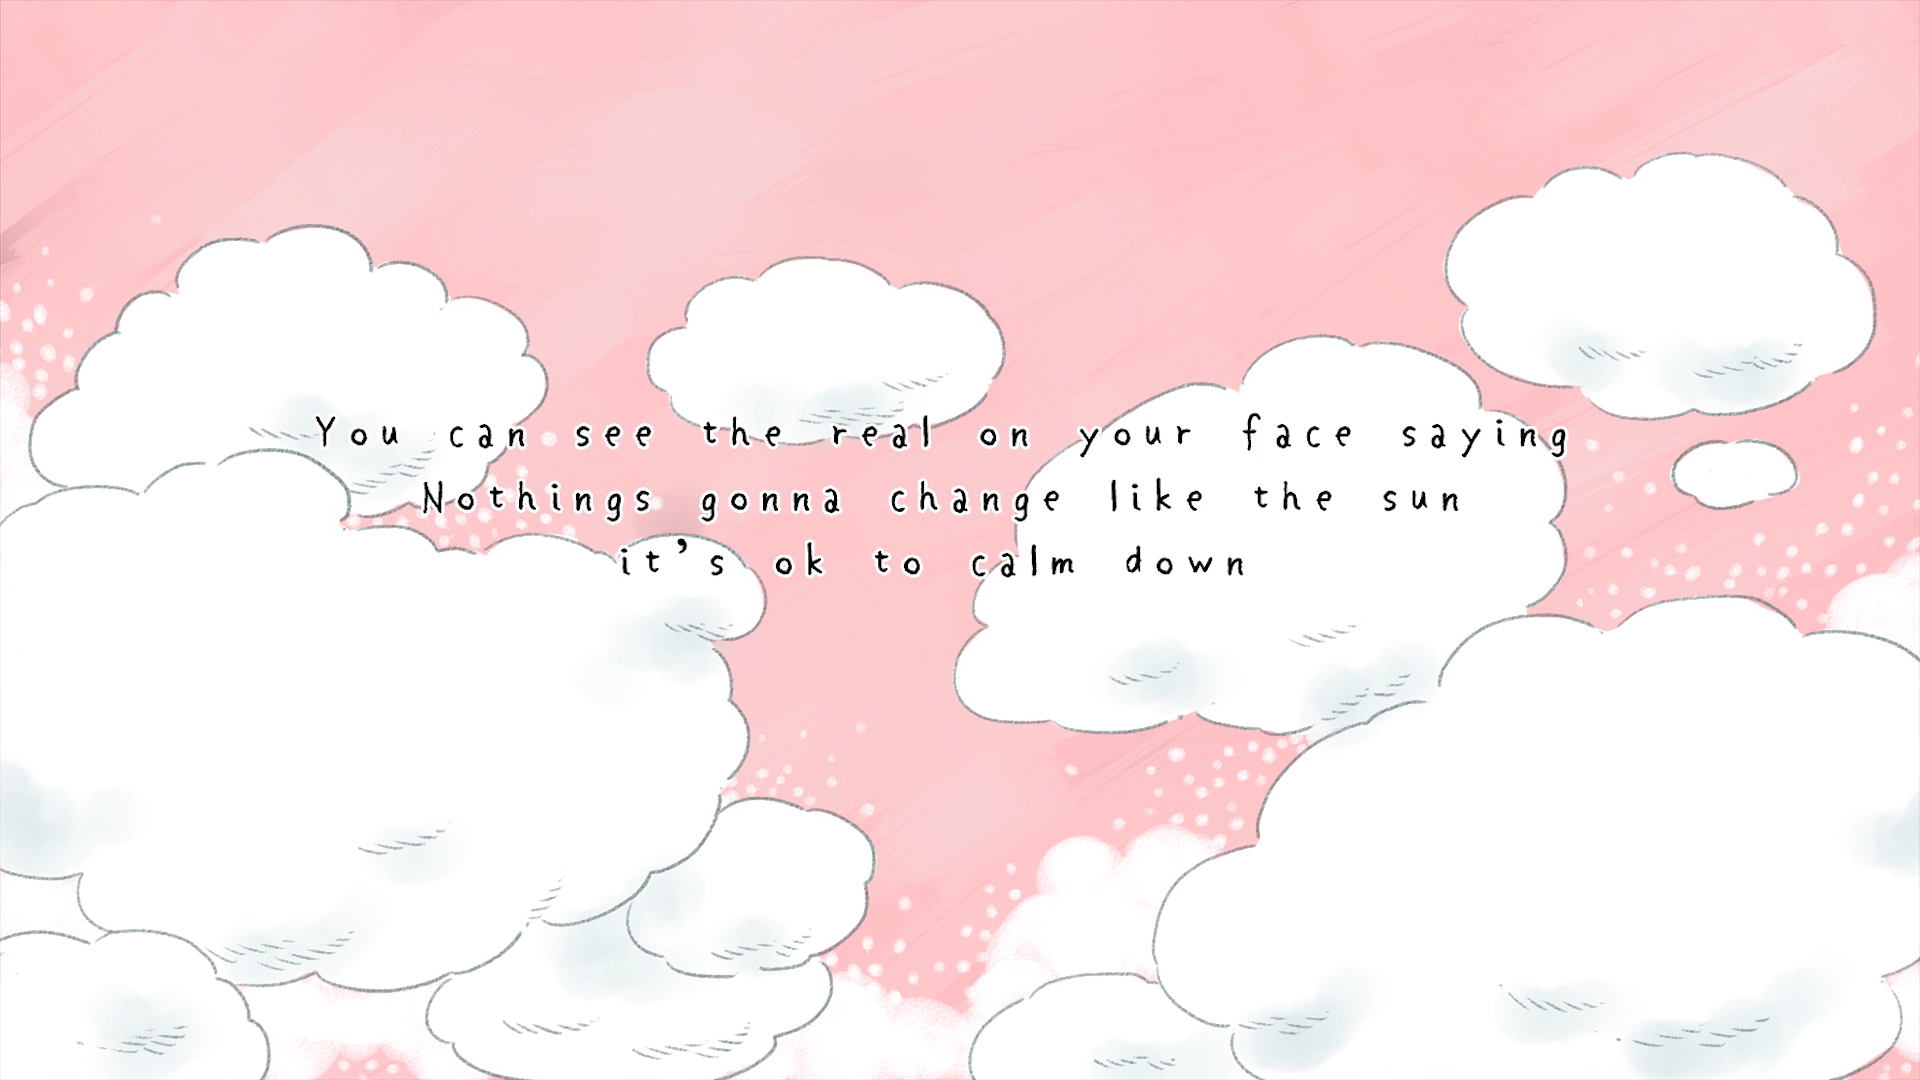 You can see the real on your face saying
Nothings gonna change like the sun
it’s ok to calm down